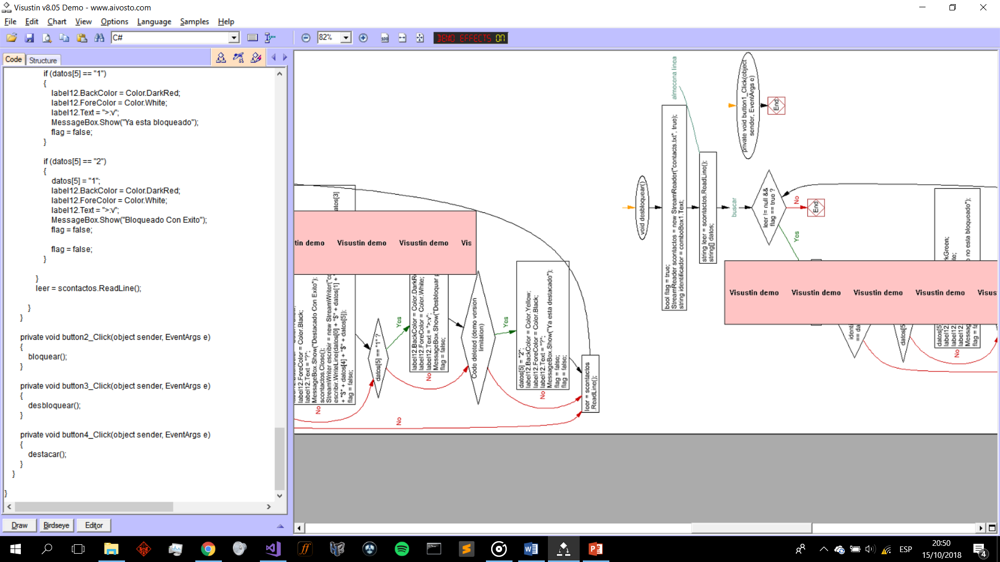 Visustin v8.05 Demo - www.aivosto.com
File Edit Chart View Options Language Samples Help
C#
82%
DEMO EFFECTS ON
Code Structure
if (datos[5] == "1")
{
label12.BackColor = Color.DarkRed;
label12.ForeColor = Color.White;
label12.Text = ">:v";
MessageBox.Show("Ya esta bloqueado");
flag = false;
}
if (datos[5] == "2")
{
datos[5] = "1";
label12.BackColor = Color.DarkRed;
label12.ForeColor = Color.White;
label12.Text = ">:v";
MessageBox.Show("Bloqueado Con Exito");
flag = false;
flag = false;
}
}
leer = scontactos.ReadLine();
}
}
private void button2_Click(object sender, EventArgs e)
{
bloquear();
}
private void button3_Click(object sender, EventArgs e)
{
desbloquear();
}
private void button4_Click(object sender, EventArgs e)
{
destacar();
}
}
}
Draw Birdseye Editor
datos[3]
tin demo Visustin demo Visustin demo Vis
label12.ForeColor = Color.Black;
label12.Text = "?";
MessageBox.Show("Destacado Con Exito");
scontactos.Close();
StreamWriter escribir = new StreamWriter("co
escribir.WriteLine(datos[0] + "$" + datos[1] +
+ "$" + datos[4] + "$" + datos[5]);
flag = false;
No
datos[5] == "1" ?
Yes
No
label12.BackColor = Color.DarkR
label12.ForeColor = Color.White;
label12.Text = ">:v";
MessageBox.Show("Desbloquar
flag = false;
No
Code deleted (demo version
limitation)
Yes
datos[5] = "2";
label12.BackColor = Color.Yellow;
label12.ForeColor = Color.Black;
label12.Text = "?";
MessageBox.Show("Ya esta destacado");
flag = false;
flag = false;
No
leer = scontactos
.ReadLine();
void desbloquear()
bool flag = true;
StreamReader scontactos = new StreamReader("contacts.txt", true);
string identificador = comboBox1.Text;
almecena linea
string leer = scontactos.ReadLine();
string[] datos;
buscar
private void button1_Click(object
sender, EventArgs e)
End
leer != null &&
flag == true ?
No
End
Yes
Visustin demo Visustin demo Visustin demo Visustin demo Visus
identi
== da
datos[5
rkGreen;
ite;
o no esta bloqueado");
datos[5]
label12.
label12.
label12.
Messag
flag = fa
No
ESP
20:50
15/10/2018
4